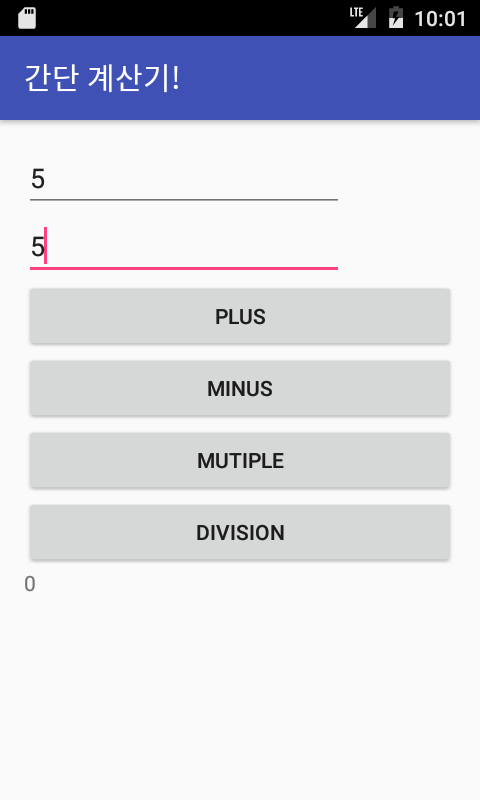 LTE 10:01
간단 계산기!
5
5
PLUS
MINUS
MUTIPLE
DIVISION
0